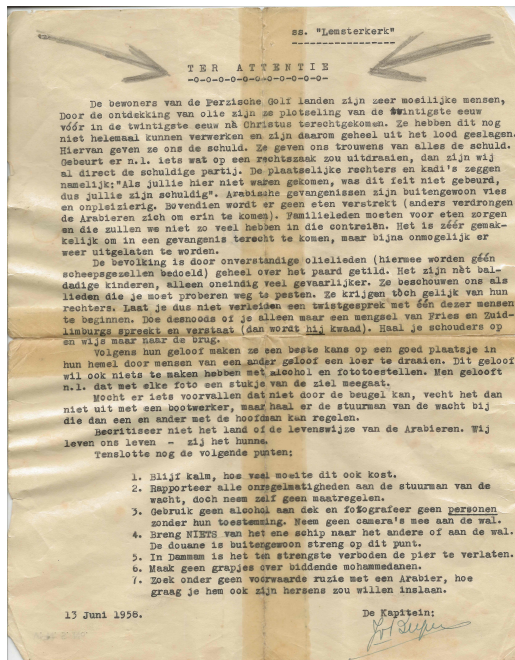 ss. "Lemsterkerk"
TER ATTENTIE
-o-o-o-o-o-o-o-o-o-o-o-o-
De bewoners van de Perzische Golf landen zijn zeer moeilijke mensen,
Door de ontdekking van olie zijn ze plotseling van de twintigste eeuw
vóór in de twintigste eeuw nà Christus terechtgekomen. Ze hebben dit nog
niet helemaal kunnen verwerken en zijn daarom geheel uit het lood geslagen.
Hiervan geven ze ons de schuld. Ze geven ons trouwens van alles de schuld.
Gebeurt er n.l. iets wat op een rechtszaak zou uitdraaien, dan zijn wij
al direct de schuldige partij. De plaatselijke rechters en kadi's zeggen
namelijk:"Als jullie hier niet waren gekomen, was dit feit niet gebeurd,
dus jullie zijn schuldig". Arabische gevangenissen zijn buitengewoon vies
en onplezierig. Bovendien wordt er geen eten verstrekt (anders verdrongen
de Arabieren zich om erin te komen). Familieleden moeten voor eten zorgen
en die zullen we niet zo veel hebben in die contreiën. Het is zéér gemak-
kelijk om in een gevangenis terecht te komen, maar bijna onmogelijk er
weer uitgelaten te worden.
De bevolking is door onverstandige olielieden (hiermee worden géén
scheepsgezellen bedoeld) geheel over het paard getild. Het zijn nèt bal-
dadige kinderen, alleen oneindig veel gevaarlijker. Ze beschouwen ons als
lieden die je moet proberen weg te pesten. Ze krijgen tòch gelijk van hun
rechters. Laat je dus niet verleiden een twistgesprek met één dezer mensen
te beginnen. Doe desnoods of je alleen maar een mengsel van Fries en Zuid-
limburgs spreekt en verstaat (dan wordt hij kwaad). Haal je schouders op
en wijs maar naar de brug.
Volgens hun geloof maken ze een beste kans op een goed plaatsje in
hun hemel door mensen van een ander geloof een loer te draaien. Dit geloof
wil ook niets te maken hebben met alcohol en fototoestellen. Men gelooft
n.l. dat met elke foto een stukje van de ziel meegaat.
Mocht er iets voorvallen dat niet door de beugel kan, vecht het dan
niet uit met een bootwerker, maar haal er de stuurman van de wacht bij
die dan een en ander met de hoofdman kan regelen.
Becritiseer niet het land of de levenswijze van de Arabieren. Wij
leven ons leven - zij het hunne.
Tenslotte nog de volgende punten:
1. Blijf kalm, hoe veel moeite dit ook kost.
2. Rapporteer alle onregelmatigheden aan de stuurman van de
wacht, doch neem zelf geen maatregelen.
3. Gebruik geen alcohol aan dek en fotografeer geen personen
zonder hun toestemming. Neem geen camera's mee aan de wal.
4. Breng NIETS van het ene schip naar het andere of aan de wal.
De douane is buitengewoon streng op dit punt.
5. In Dammam is het ten strengste verboden de pier te verlaten.
6. Maak geen grapjes over biddende mohammedanen.
7. Zoek onder geen voorwaarde ruzie met een Arabier, hoe
graag je hem ook zijn hersens zou willen inslaan.
13 Juni 1958.
De Kapitein: